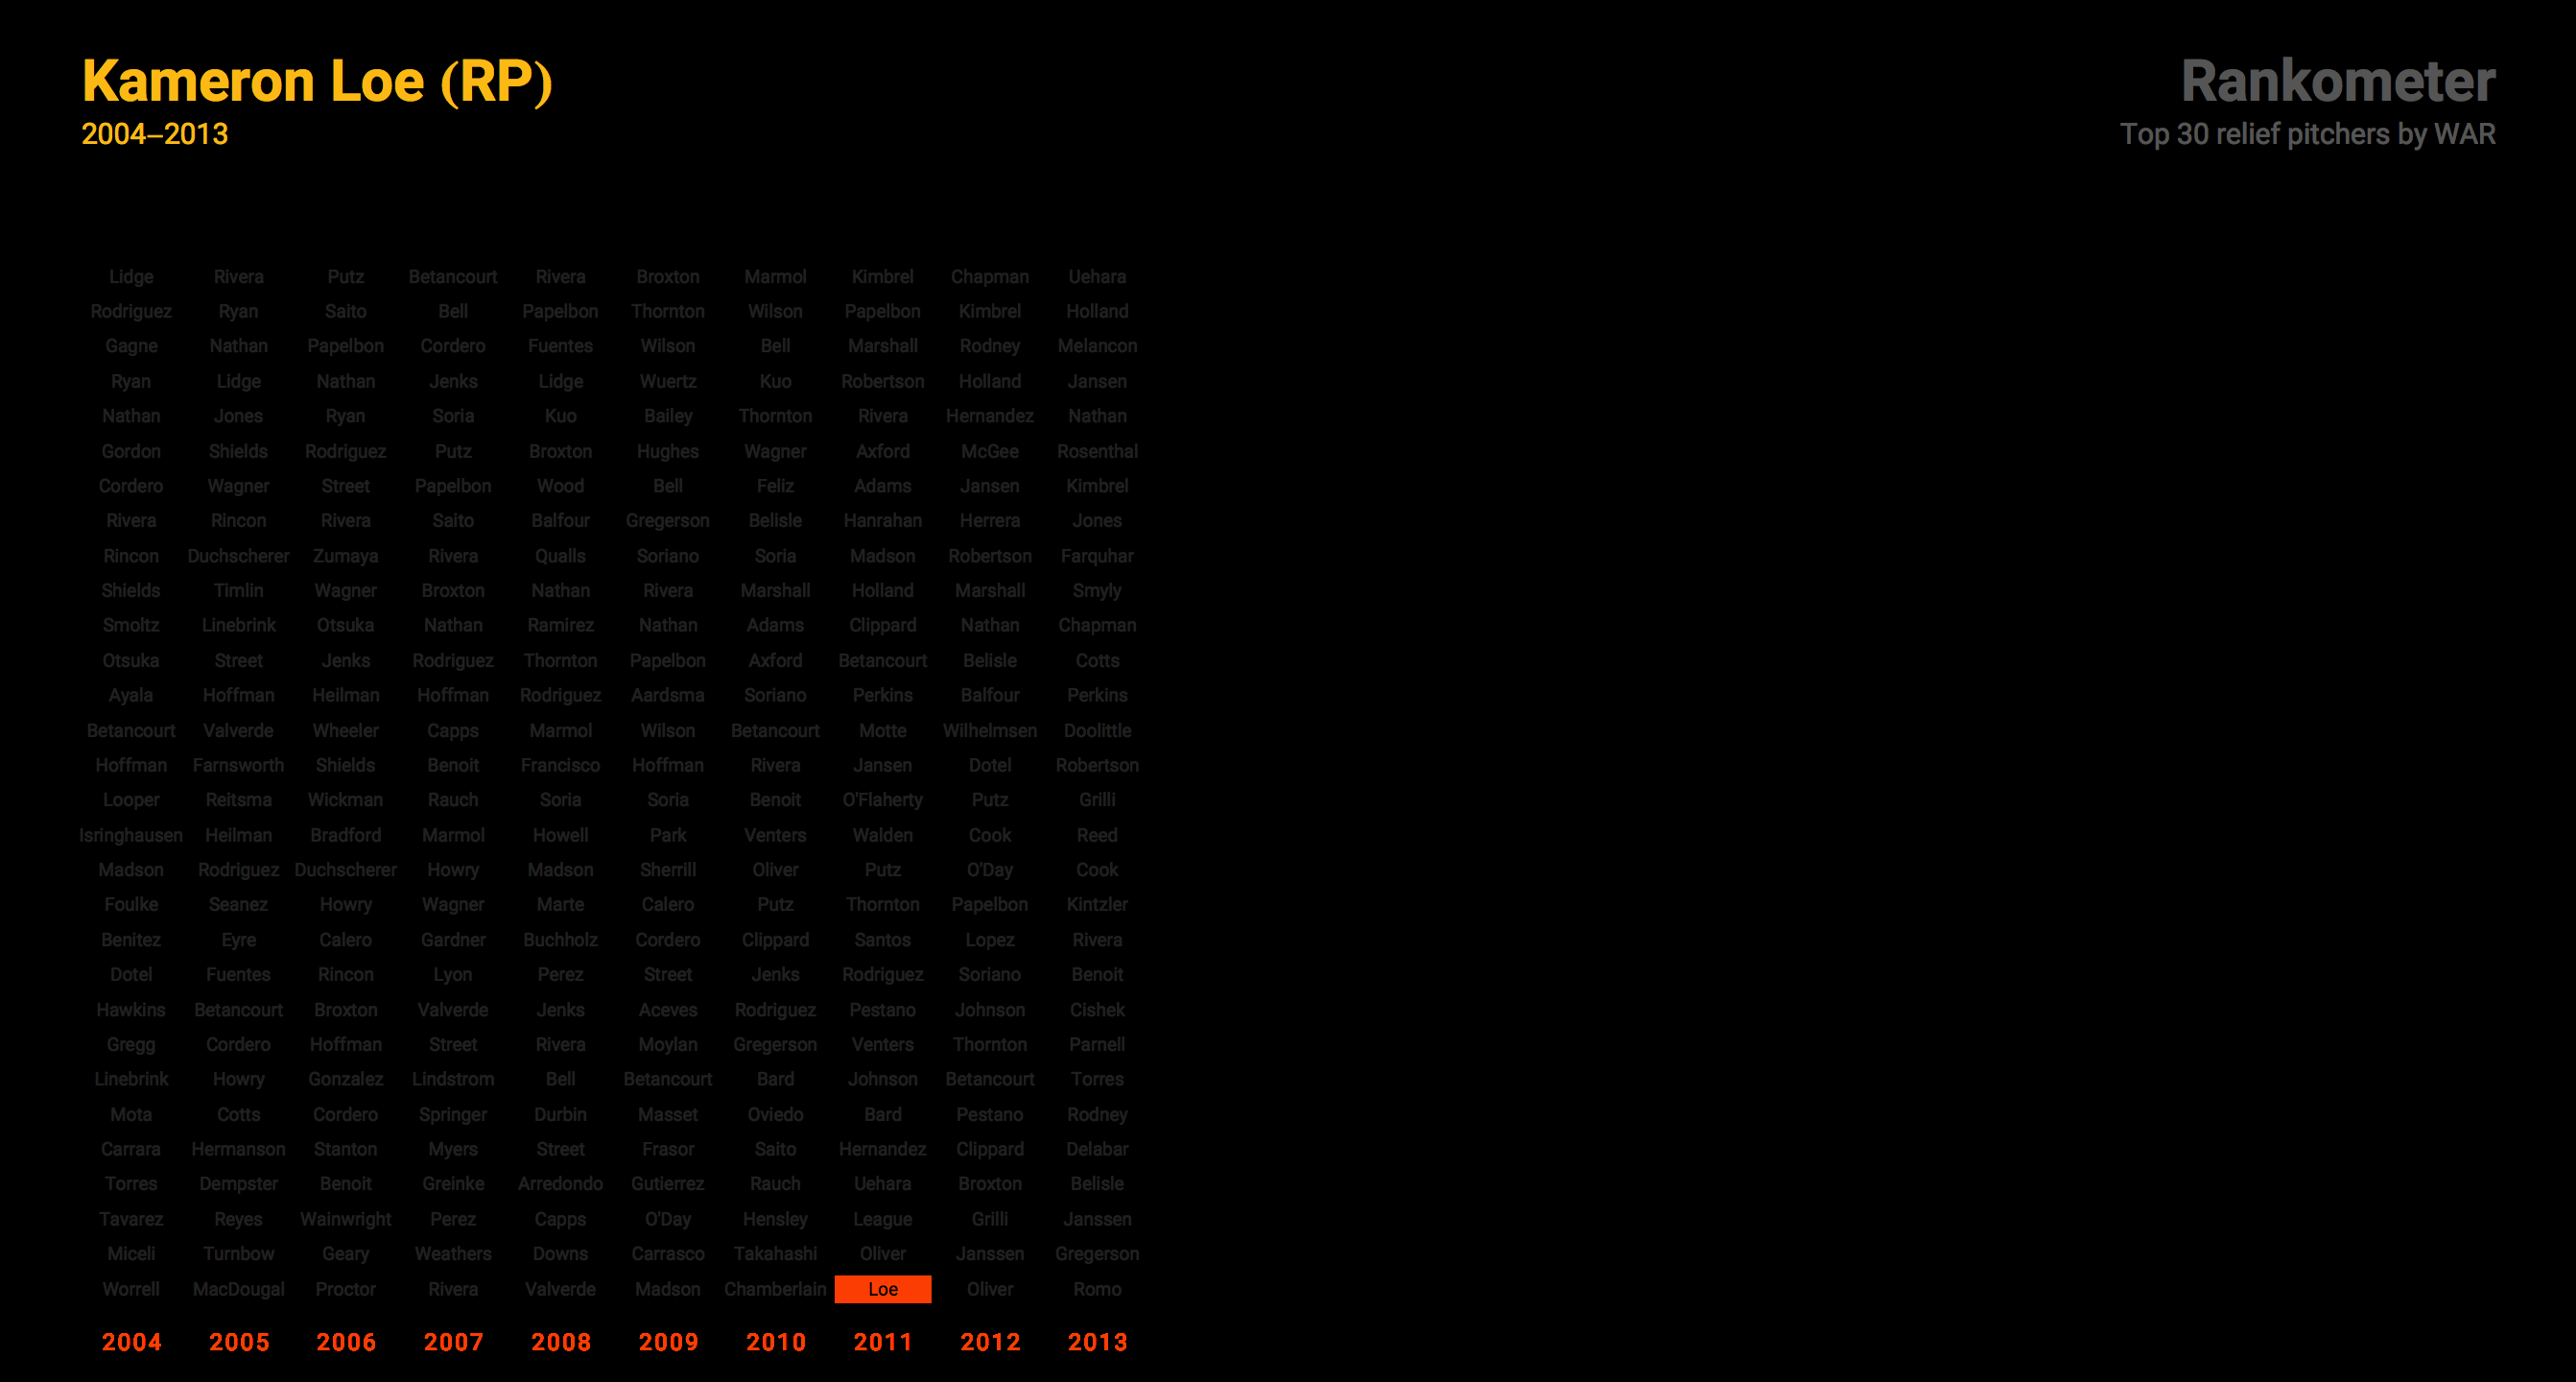 Kameron Loe (RP)
2004–2013
Rankometer
Top 30 relief pitchers by WAR
Lidge Rivera Putz Betancourt Rivera Broxton Marmol Kimbrel Chapman Uehara
Rodriguez Ryan Saito Bell Papelbon Thornton Wilson Papelbon Kimbrel Holland
Gagne Nathan Papelbon Cordero Fuentes Wilson Bell Marshall Rodney Melancon
Ryan Lidge Nathan Jenks Lidge Wuertz Kuo Robertson Holland Jansen
Nathan Jones Ryan Soria Kuo Bailey Thornton Rivera Hernandez Nathan
Gordon Shields Rodriguez Putz Broxton Hughes Wagner Axford McGee Rosenthal
Cordero Wagner Street Papelbon Wood Bell Feliz Adams Jansen Kimbrel
Rivera Rincon Rivera Saito Balfour Gregerson Belisle Hanrahan Herrera Jones
Rincon Duchscherer Zumaya Rivera Qualls Soriano Soria Madson Robertson Farquhar
Shields Timlin Wagner Broxton Nathan Rivera Marshall Holland Marshall Smyly
Smoltz Linebrink Otsuka Nathan Ramirez Nathan Adams Clippard Nathan Chapman
Otsuka Street Jenks Rodriguez Thornton Papelbon Axford Betancourt Belisle Cotts
Ayala Hoffman Heilman Hoffman Rodriguez Aardsma Soriano Perkins Balfour Perkins
Betancourt Valverde Wheeler Capps Marmol Wilson Betancourt Motte Wilhelmsen Doolittle
Hoffman Farnsworth Shields Benoit Francisco Hoffman Rivera Jansen Dotel Robertson
Looper Reitsma Wickman Rauch Soria Soria Benoit O'Flaherty Putz Grilli
Isringhausen Heilman Bradford Marmol Howell Park Venters Walden Cook Reed
Madson Rodriguez Duchscherer Howry Madson Sherrill Oliver Putz O'Day Cook
Foulke Seanez Howry Wagner Marte Calero Putz Thornton Papelbon Kintzler
Benitez Eyre Calero Gardner Buchholz Cordero Clippard Santos Lopez Rivera
Dotel Fuentes Rincon Lyon Perez Street Jenks Rodriguez Soriano Benoit
Hawkins Betancourt Broxton Valverde Jenks Aceves Rodriguez Pestano Johnson Cishek
Gregg Cordero Hoffman Street Rivera Moylan Gregerson Venters Thornton Parnell
Linebrink Howry Gonzalez Lindstrom Bell Betancourt Bard Johnson Betancourt Torres
Mota Cotts Cordero Springer Durbin Masset Oviedo Bard Pestano Rodney
Carrara Hermanson Stanton Myers Street Frasor Saito Hernandez Clippard Delabar
Torres Dempster Benoit Greinke Arredondo Gutierrez Rauch Uehara Broxton Belisle
Tavarez Reyes Wainwright Perez Capps O'Day Hensley League Grilli Janssen
Miceli Turnbow Geary Weathers Downs Carrasco Takahashi Oliver Janssen Gregerson
Worrell MacDougal Proctor Rivera Valverde Madson Chamberlain Loe Oliver Romo
2004 2005 2006 2007 2008 2009 2010 2011 2012 2013